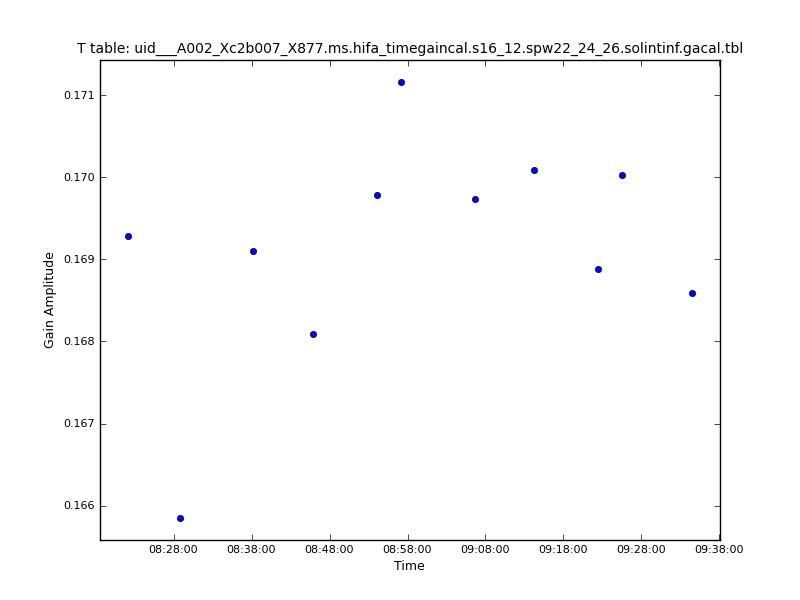 T table: uid___A002_Xc2b007_X877.ms.hifa_timegaincal.s16_12.spw22_24_26.solintinf.gacal.tbl
0.171
0.170
0.169
0.168
0.167
0.166
Gain Amplitude
08:28:00 08:38:00 08:48:00 08:58:00 09:08:00 09:18:00 09:28:00 09:38:00
Time